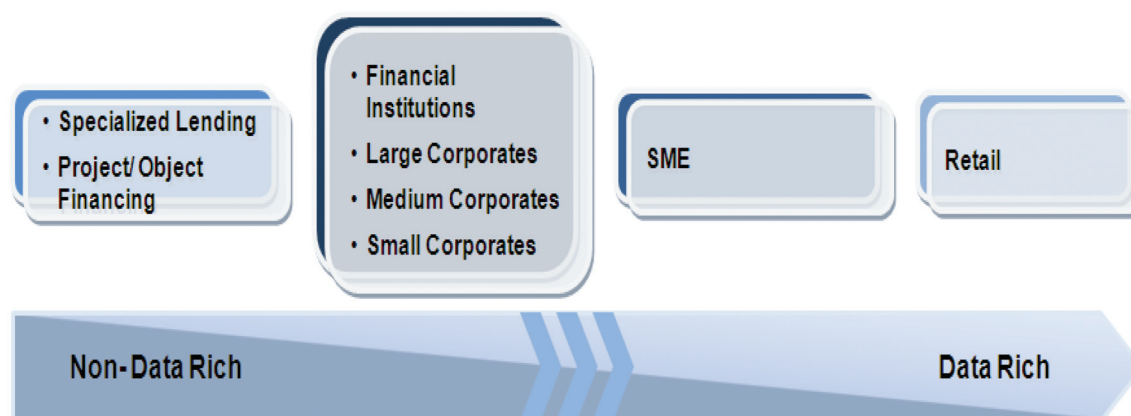 • Specialized Lending
• Project/ Object
Financing
• Financial
Institutions
• Large Corporates
• Medium Corporates
• Small Corporates
SME
Retail
Non-Data Rich
Data Rich